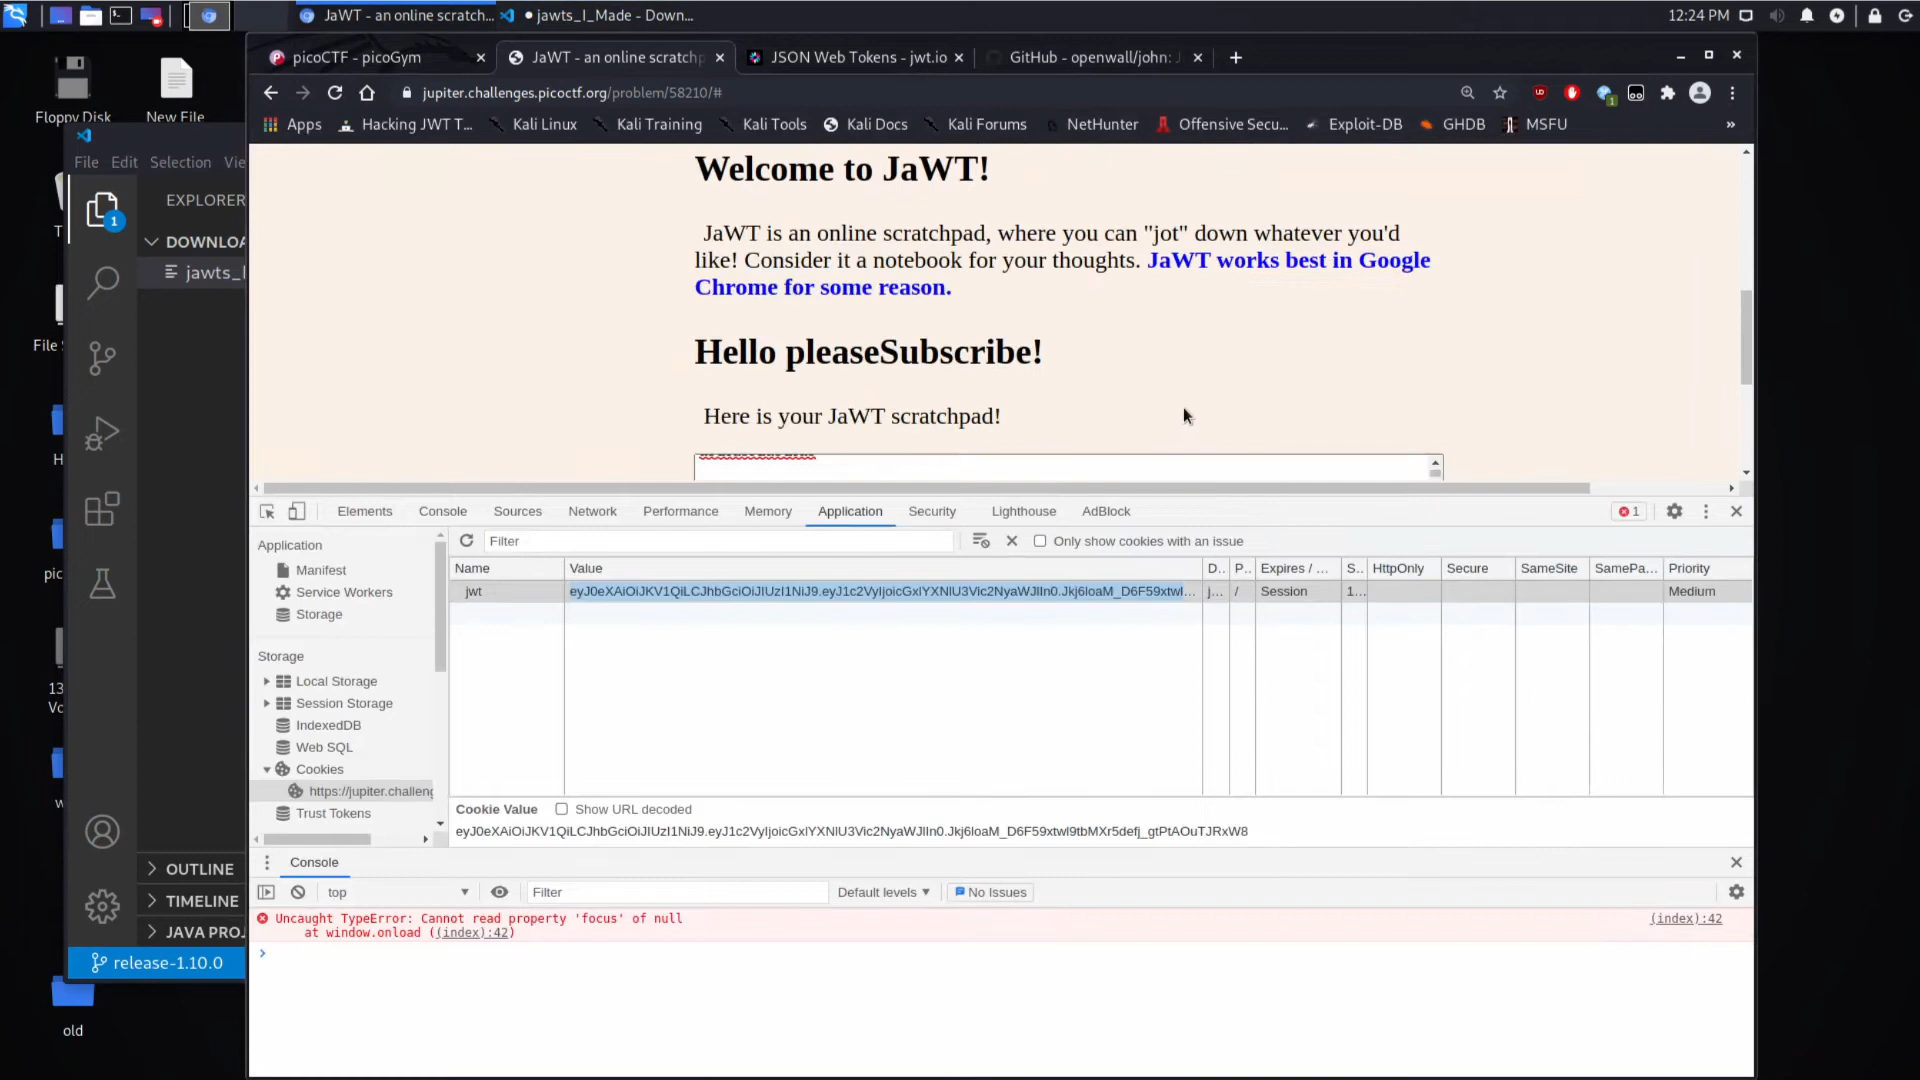 JaWT - an online scratch...
jawts_I_Made - Down...
12:24 PM
Floppy Disk
New File
File
Edit
Selection
EXPLORER
1
OUTLINE
TIMELINE
release-1.10.0
old
picoCTF - picoGym
JaWT - an online scratchp
JSON Web Tokens - jwt.io
GitHub - openwall/john:
jupiter.challenges.picoctf.org/problem/58210/#
1
Apps
Hacking JWT T...
Kali Linux
Kali Training
Kali Tools
Kali Docs
Kali Forums
NetHunter
Offensive Secu...
Exploit-DB
GHDB
MSFU
»
Welcome to JaWT!
JaWT is an online scratchpad, where you can "jot" down whatever you'd
like! Consider it a notebook for your thoughts. JaWT works best in Google
Chrome for some reason.
Hello pleaseSubscribe!
Here is your JaWT scratchpad!
Elements
Console
Sources
Network
Performance
Memory
Application
Security
Lighthouse
AdBlock
1
Application
Manifest
Service Workers
Storage
Storage
Local Storage
Session Storage
IndexedDB
Web SQL
Cookies
https://jupiter.challeng
Trust Tokens
Filter
Only show cookies with an issue
Name
Value
D..
P..
Expires / ...
S..
HttpOnly
Secure
SameSite
SamePa...
Priority
jwt
j...
/
Session
1...
Medium
Cookie Value
Show URL decoded
Console
top
Filter
Default levels
No Issues
Uncaught TypeError: Cannot read property 'focus' of null
at window.onload ((index):42)
(index):42